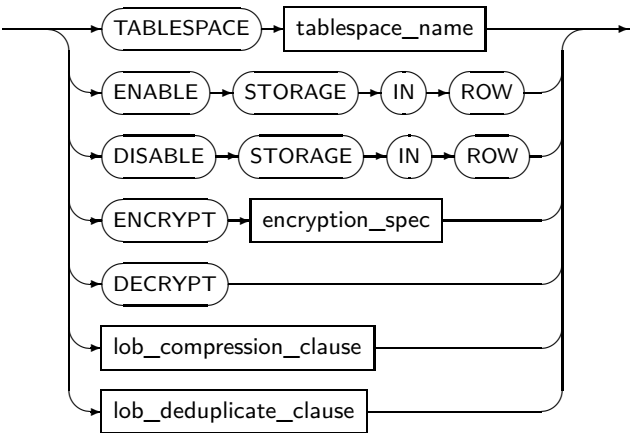 TABLESPACE tablespace_name
ENABLE STORAGE IN ROW
DISABLE STORAGE IN ROW
ENCRYPT encryption_spec
DECRYPT
lob_compression_clause
lob_deduplicate_clause